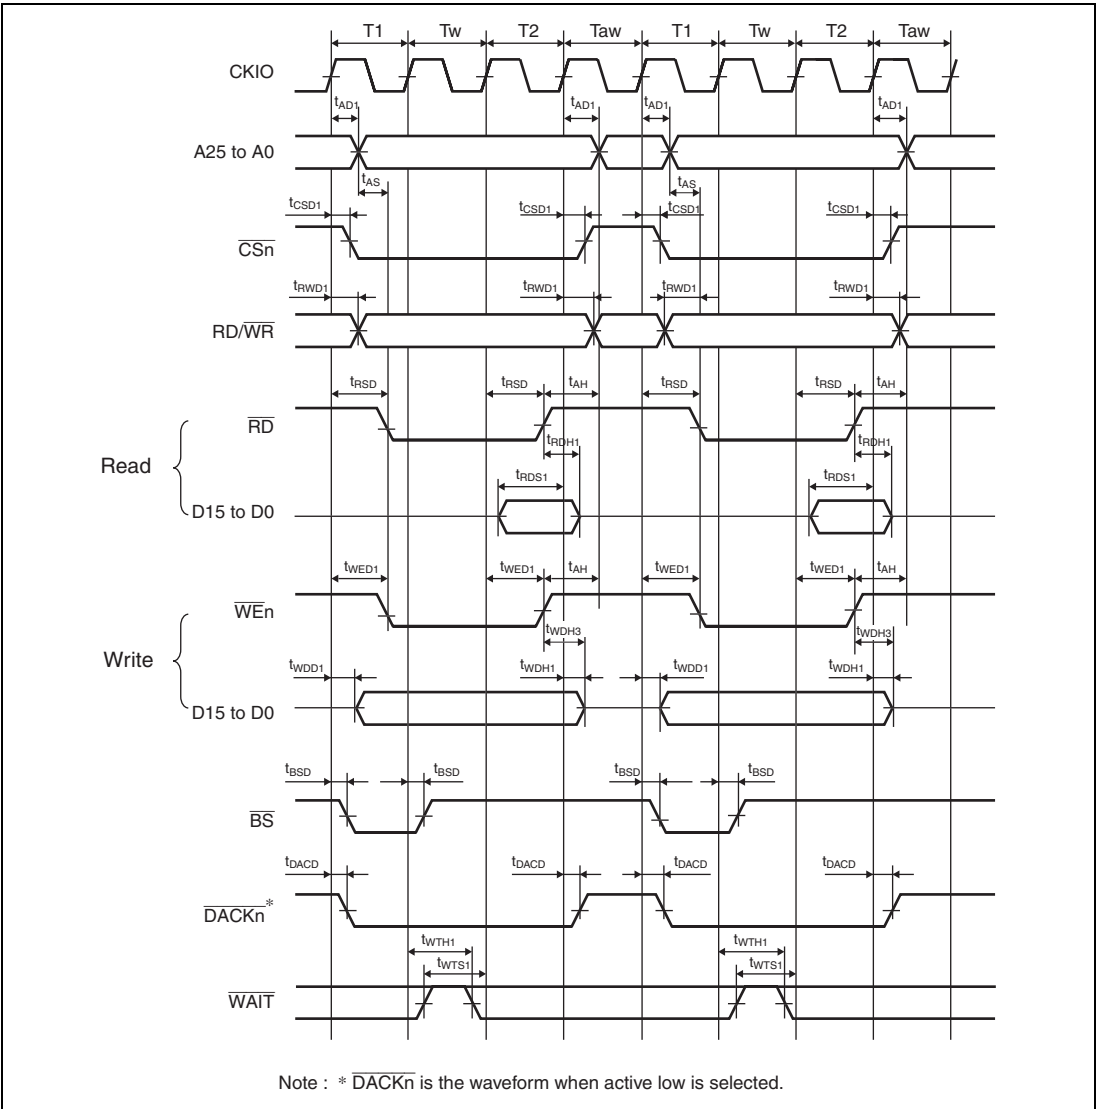 T1 Tw T2 Taw T1 Tw T2 Taw
CKIO
tAD1 tAD1 tAD1 tAD1
A25 to A0
tAS tAS
tCSD1 tCSD1 tCSD1 tCSD1
CSn
tRWD1 tRWD1 tRWD1 tRWD1
RD/WR
tRSD tRSD tAH tRSD tRSD tAH
RD
tRDH1 tRDH1
Read
tRDS1 tRDS1
D15 to D0
tWED1 tWED1 tAH tWED1 tWED1 tAH
WEn
tWDH3 tWDH3
Write
tWDD1 tWDH1 tWDD1 tWDH1
D15 to D0
tBSD tBSD tBSD tBSD
BS
tDACD tDACD tDACD tDACD
DACKn*
tWTH1 tWTH1
tWTS1 tWTS1
WAIT
Note : * DACKn is the waveform when active low is selected.